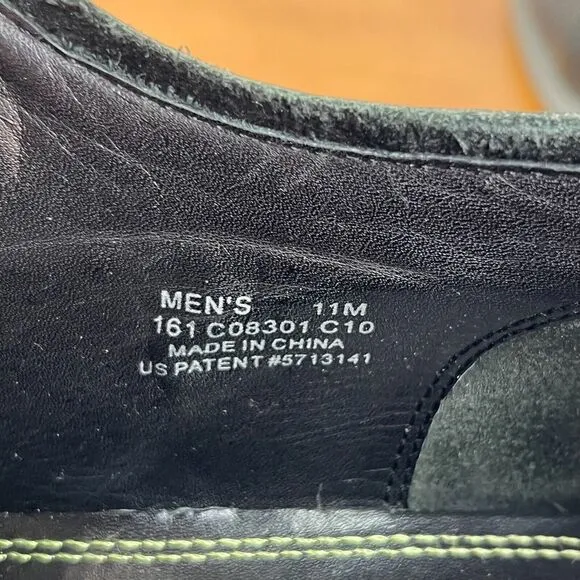 MEN'S 11M
161 C08301 C10
MADE IN CHINA
US PATENT #5713141